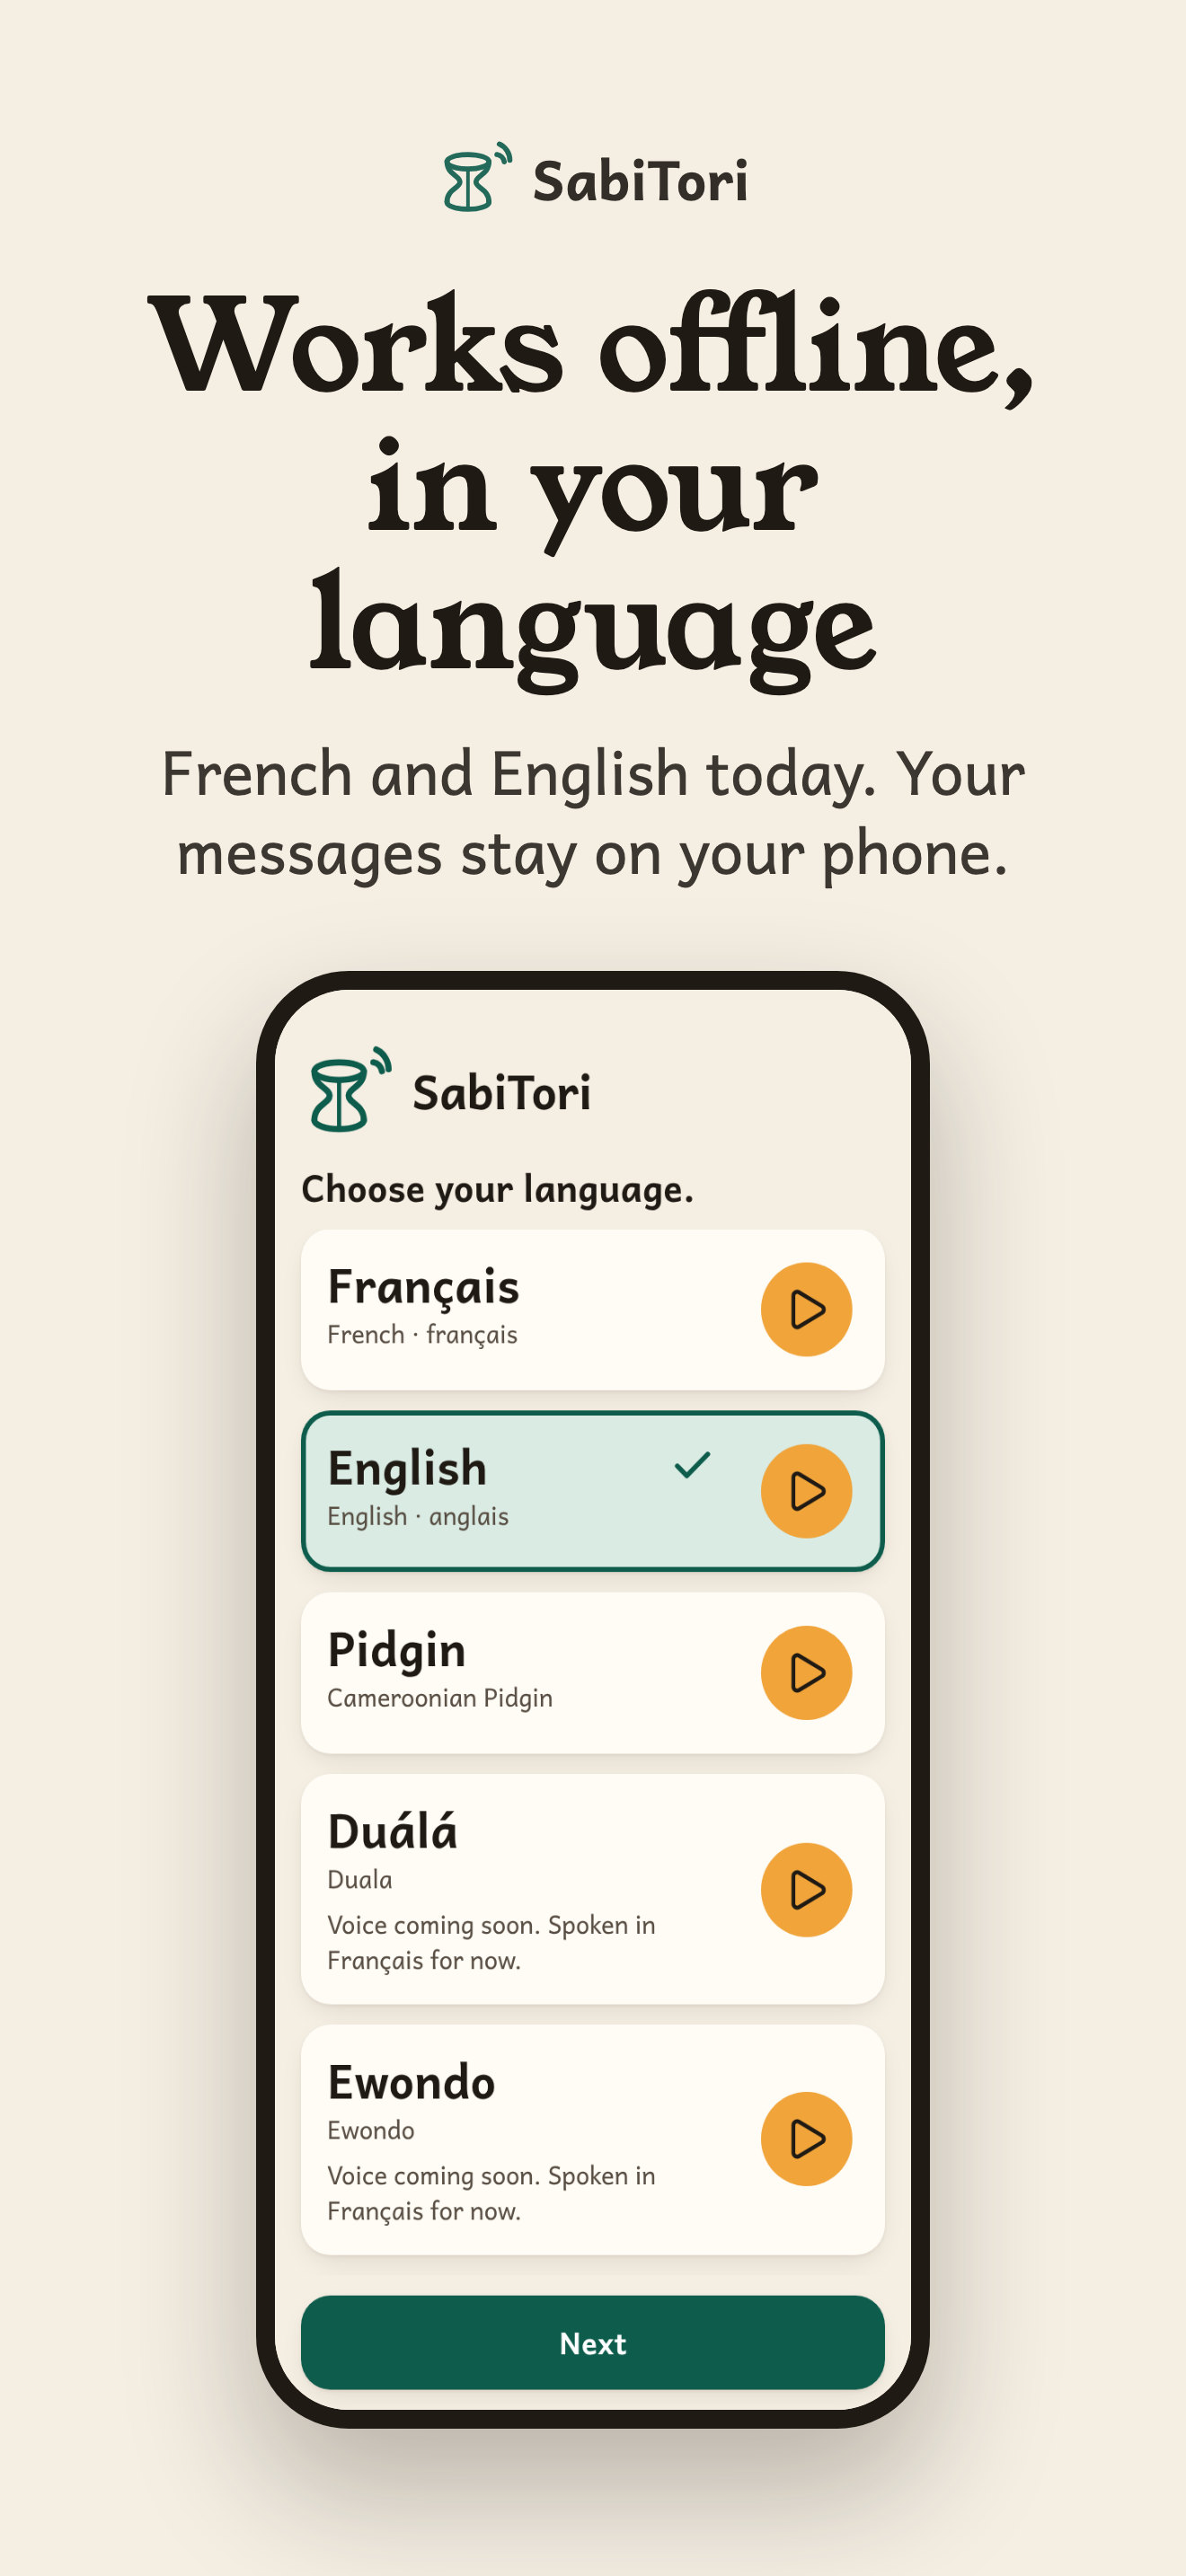 SabiTori
Works offline,
in your
language
French and English today. Your
messages stay on your phone.
SabiTori
Choose your language.
Français
French · français
English
English · anglais
Pidgin
Cameroonian Pidgin
Duálá
Duala
Voice coming soon. Spoken in
Français for now.
Ewondo
Ewondo
Voice coming soon. Spoken in
Français for now.
Next